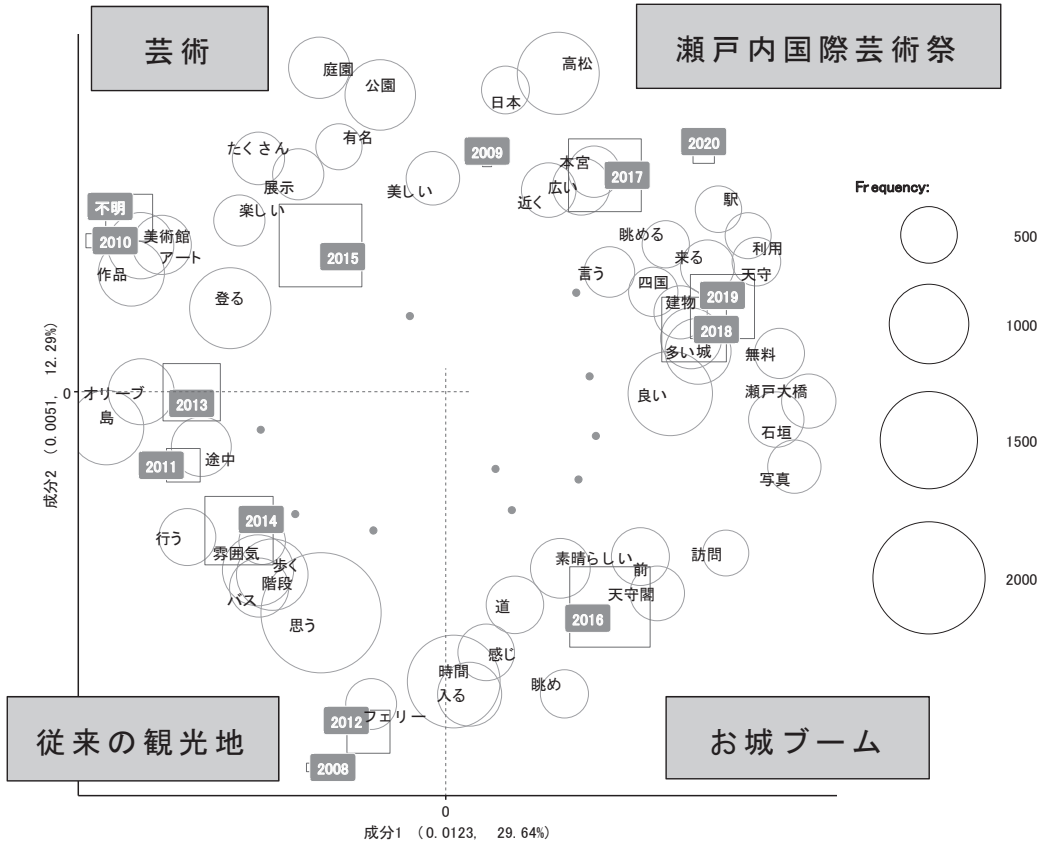 芸術
瀬戸内国際芸術祭
庭園
公園
高松
日本
有名
たくさん
2009
2020
展示
美しい
本宮
2017
広い
近く
Frequency:
駅
不明
楽しい
500
2010
美術館
アート
作品
2015
眺める
来る
利用
天守
言う
四国
登る
建物
2019
1000
2018
多い
城
無料
オリーブ
0
島
2013
良い
瀬戸大橋
石垣
1500
2011
途中
写真
成分2 (0.0051, 12.29%)
2014
行う
雰囲気
歩く
階段
バス
思う
素晴らしい
前
訪問
2000
天守閣
道
2016
感じ
時間
入る
眺め
2012
フェリー
従来の観光地
お城ブーム
2008
0
成分1 (0.0123, 29.64%)